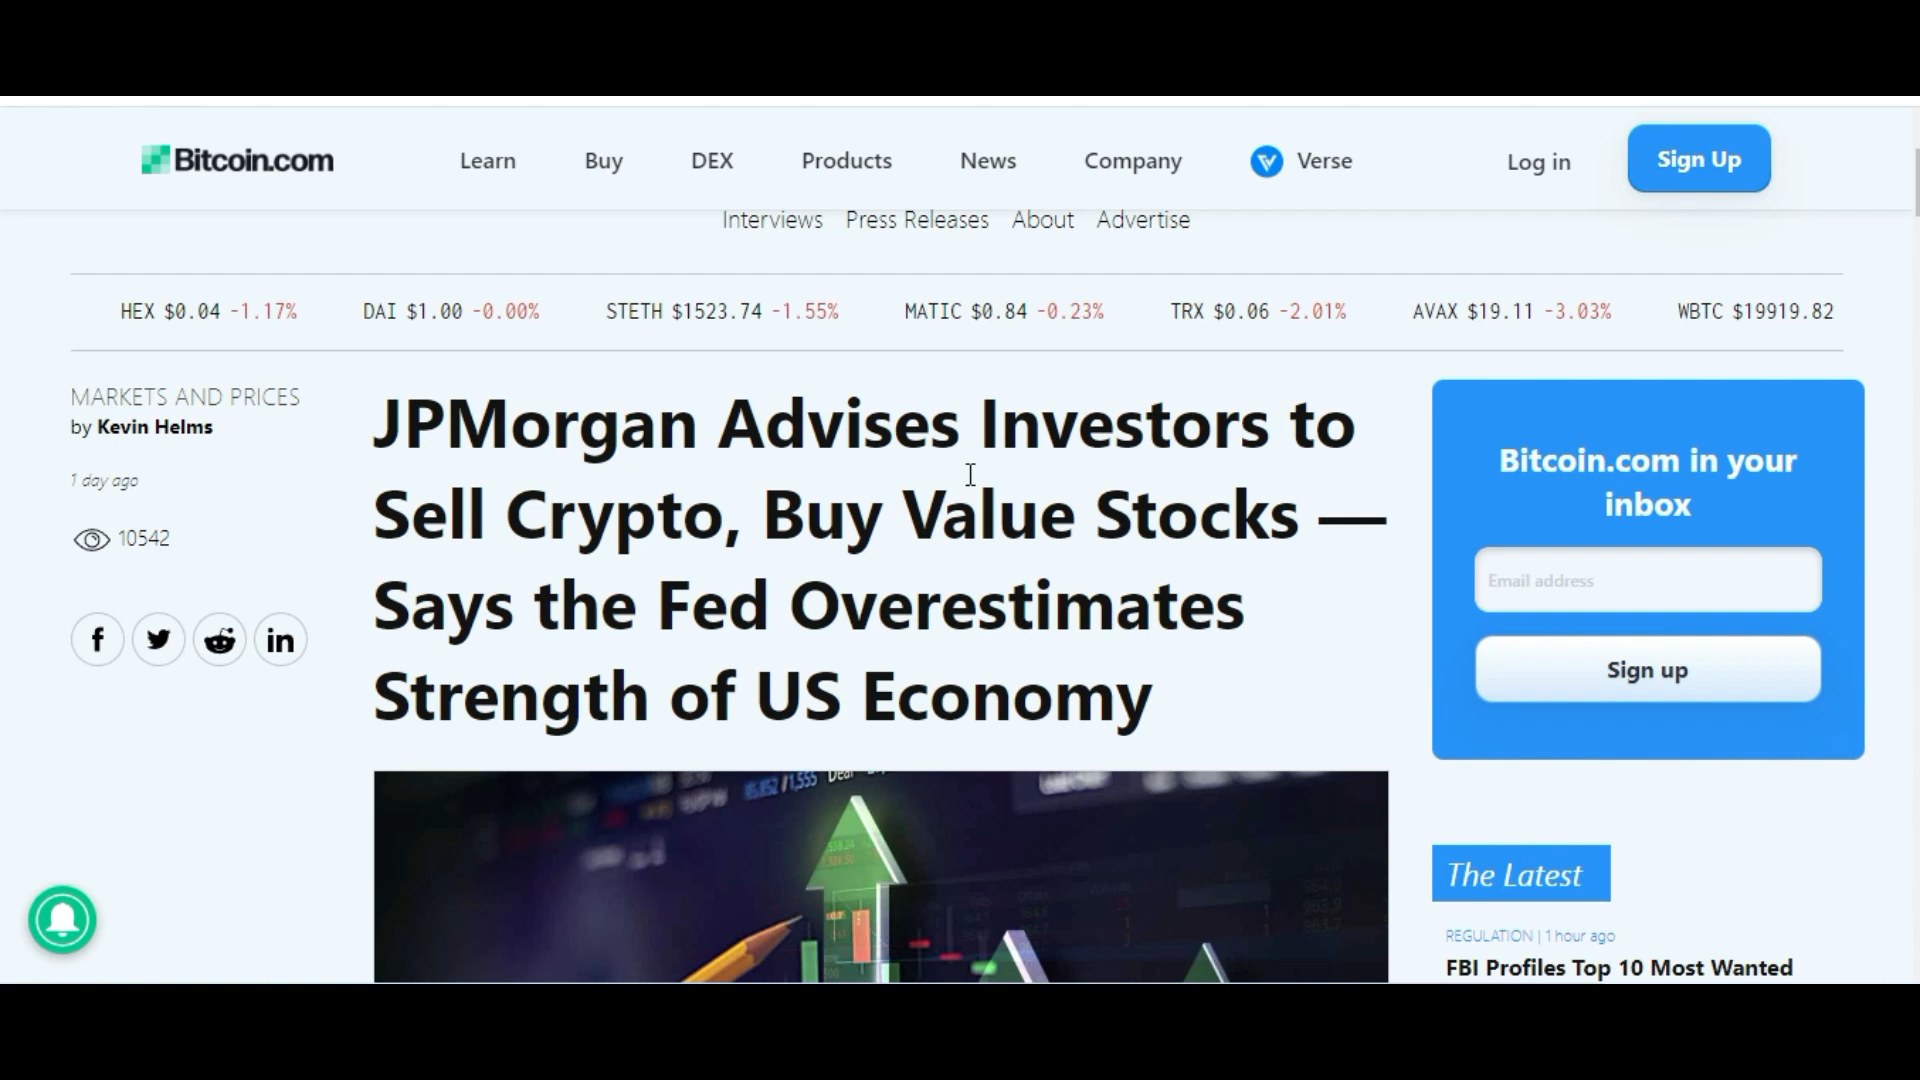 Bitcoin.com Learn Buy DEX Products News Company Verse Log in Sign Up
Interviews Press Releases About Advertise
HEX $0.04 -1.17% DAI $1.00 -0.00% STETH $1523.74 -1.55% MATIC $0.84 -0.23% TRX $0.06 -2.01% AVAX $19.11 -3.03% WBTC $19919.82
MARKETS AND PRICES
by Kevin Helms
1 day ago
10542
JPMorgan Advises Investors to
Sell Crypto, Buy Value Stocks —
Says the Fed Overestimates
Strength of US Economy
Bitcoin.com in your
inbox
Email address
Sign up
The Latest
REGULATION | 1 hour ago
FBI Profiles Top 10 Most Wanted